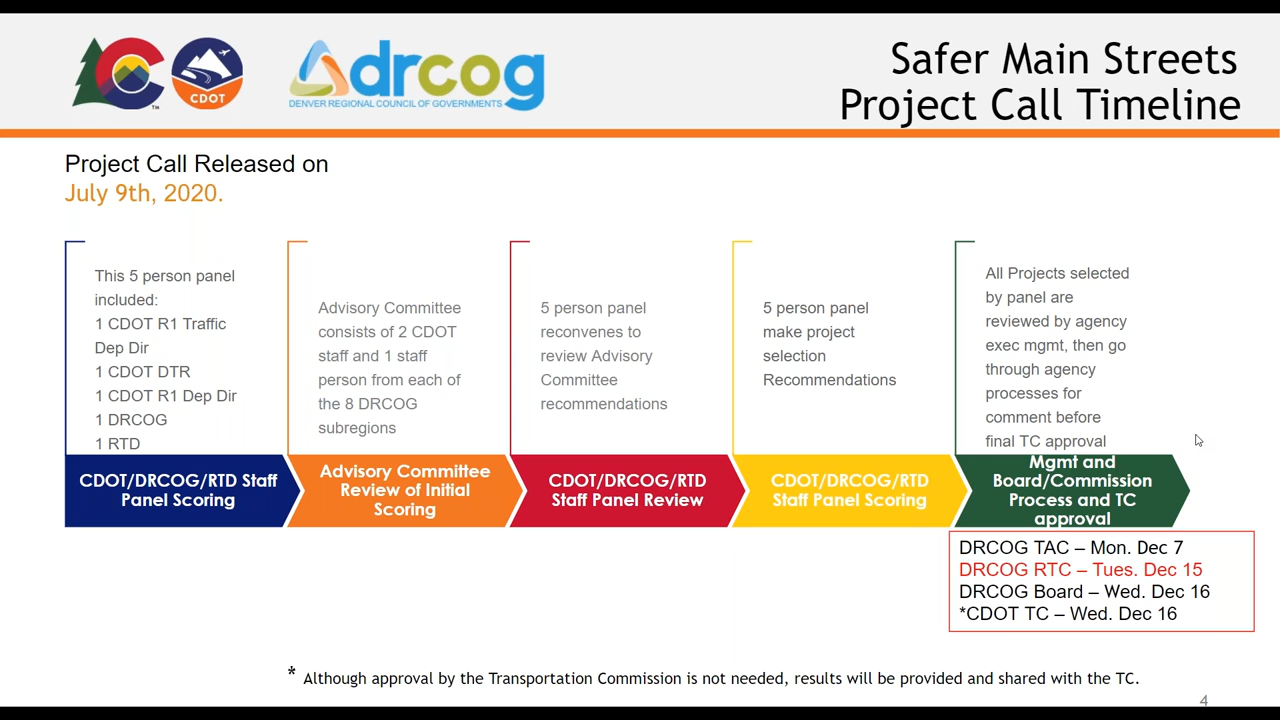 CDOT
drcog
DENVER REGIONAL COUNCIL OF GOVERNMENTS
Safer Main Streets
Project Call Timeline
Project Call Released on
July 9th, 2020.
This 5 person panel
included:
1 CDOT R1 Traffic
Dep Dir
1 CDOT DTR
1 CDOT R1 Dep Dir
1 DRCOG
1 RTD
CDOT/DRCOG/RTD Staff
Panel Scoring
Advisory Committee
consists of 2 CDOT
staff and 1 staff
person from each of
the 8 DRCOG
subregions
Advisory Committee
Review of Initial
Scoring
5 person panel
reconvenes to
review Advisory
Committee
recommendations
CDOT/DRCOG/RTD
Staff Panel Review
5 person panel
make project
selection
Recommendations
CDOT/DRCOG/RTD
Staff Panel Scoring
All Projects selected
by panel are
reviewed by agency
exec mgmt, then go
through agency
processes for
comment before
final TC approval
Mgmt and
Board/Commission
Process and TC
approval
DRCOG TAC – Mon. Dec 7
DRCOG RTC – Tues. Dec 15
DRCOG Board – Wed. Dec 16
*CDOT TC – Wed. Dec 16
* Although approval by the Transportation Commission is not needed, results will be provided and shared with the TC.
4